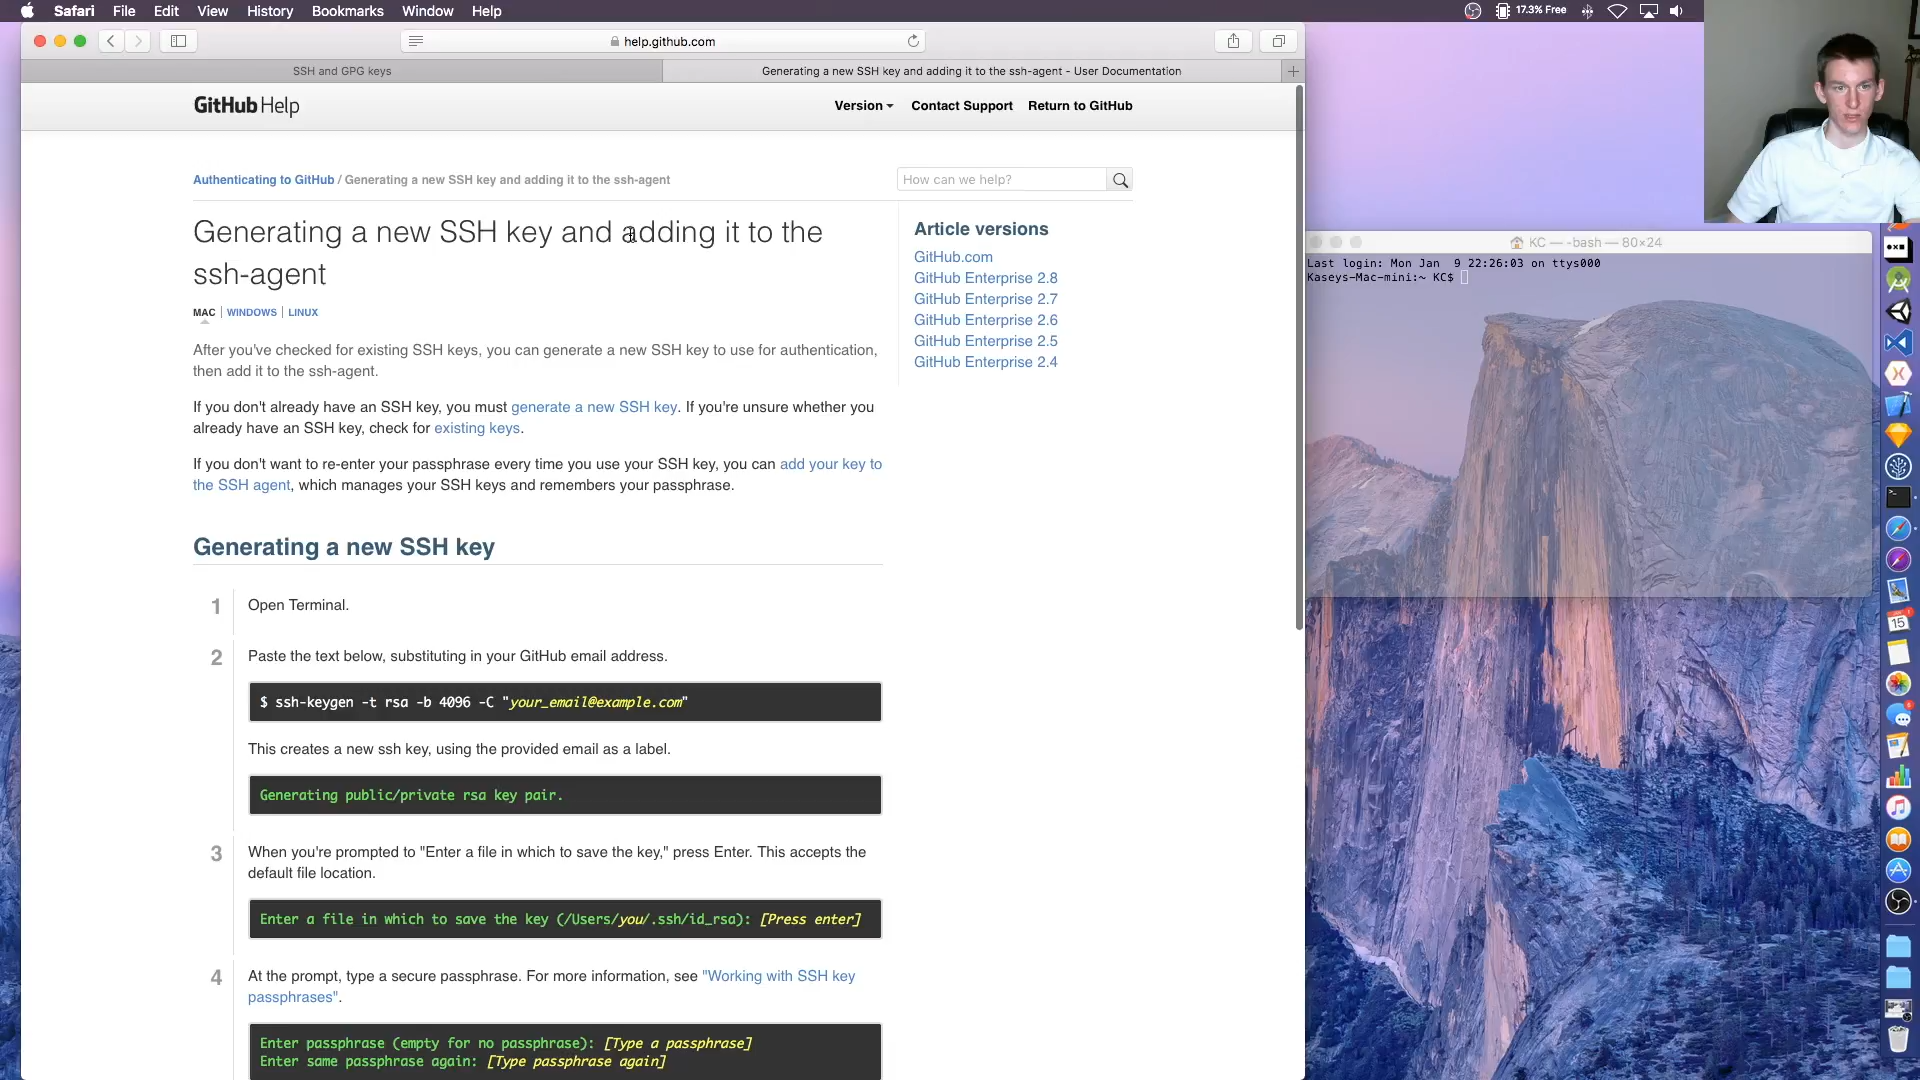 Safari File Edit View History Bookmarks Window Help
17.3% Free
help.github.com
SSH and GPG keys
Generating a new SSH key and adding it to the ssh-agent - User Documentation
GitHub Help
Version Contact Support Return to GitHub
Authenticating to GitHub / Generating a new SSH key and adding it to the ssh-agent
How can we help?
Generating a new SSH key and adding it to the
ssh-agent
MAC | WINDOWS | LINUX
After you've checked for existing SSH keys, you can generate a new SSH key to use for authentication,
then add it to the ssh-agent.
If you don't already have an SSH key, you must generate a new SSH key. If you're unsure whether you
already have an SSH key, check for existing keys.
If you don't want to re-enter your passphrase every time you use your SSH key, you can add your key to
the SSH agent, which manages your SSH keys and remembers your passphrase.
Generating a new SSH key
1 Open Terminal.
2 Paste the text below, substituting in your GitHub email address.
$ ssh-keygen -t rsa -b 4096 -C "your_email@example.com"
This creates a new ssh key, using the provided email as a label.
Generating public/private rsa key pair.
3 When you're prompted to "Enter a file in which to save the key," press Enter. This accepts the
default file location.
Enter a file in which to save the key (/Users/you/.ssh/id_rsa): [Press enter]
4 At the prompt, type a secure passphrase. For more information, see "Working with SSH key
passphrases".
Enter passphrase (empty for no passphrase): [Type a passphrase]
Enter same passphrase again: [Type passphrase again]
Article versions
GitHub.com
GitHub Enterprise 2.8
GitHub Enterprise 2.7
GitHub Enterprise 2.6
GitHub Enterprise 2.5
GitHub Enterprise 2.4
KC — -bash — 80×24
Last login: Mon Jan  9 22:26:03 on ttys000
Kaseys-Mac-mini:~ KC$
15